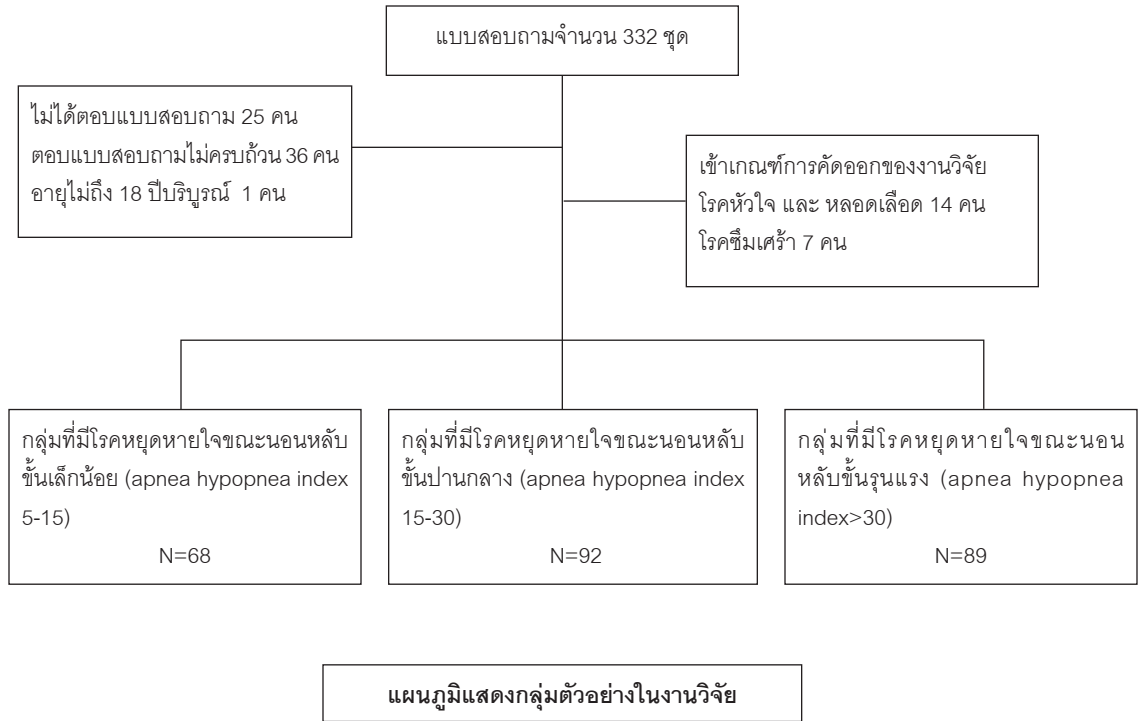 แบบสอบถามจำนวน 332 ชุด
ไม่ได้ตอบแบบสอบถาม 25 คน
ตอบแบบสอบถามไม่ครบถ้วน 36 คน
อายุไม่ถึง 18 ปีบริบูรณ์ 1 คน
เข้าเกณฑ์การคัดออกของงานวิจัย
โรคหัวใจ และ หลอดเลือด 14 คน
โรคซึมเศร้า 7 คน
กลุ่มที่มีโรคหยุดหายใจขณะนอนหลับ
ขั้นเล็กน้อย (apnea hypopnea index
5-15)
N=68
กลุ่มที่มีโรคหยุดหายใจขณะนอนหลับ
ขั้นปานกลาง (apnea hypopnea index
15-30)
N=92
กลุ่มที่มีโรคหยุดหายใจขณะนอน
หลับขั้นรุนแรง (apnea hypopnea
index>30)
N=89
แผนภูมิแสดงกลุ่มตัวอย่างในงานวิจัย